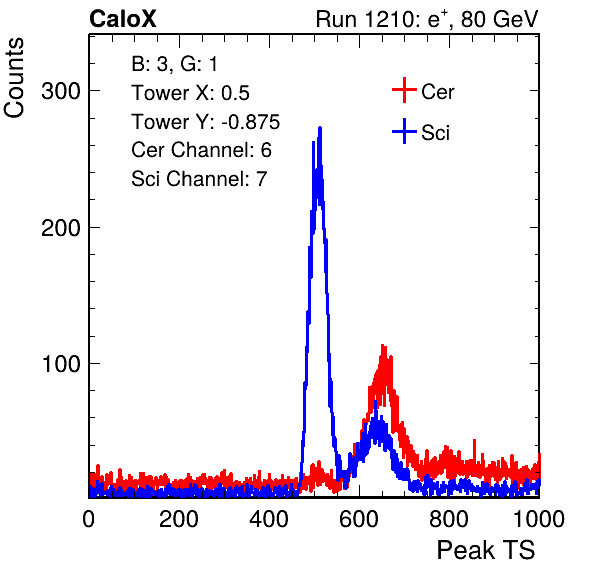 CaloX Run 1210: e⁺, 80 GeV
B: 3, G: 1
Tower X: 0.5
Tower Y: -0.875
Cer Channel: 6
Sci Channel: 7
Cer
Sci
Counts
300
200
100
0 200 400 600 800 1000
Peak TS